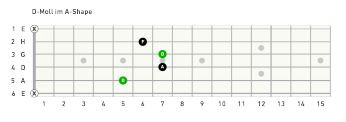 D-Moll im A-Shape
1 E X
2 H F
3 G D
4 D A
5 A D
6 E X
1 2 3 4 5 6 7 8 9 10 11 12 13 14 15